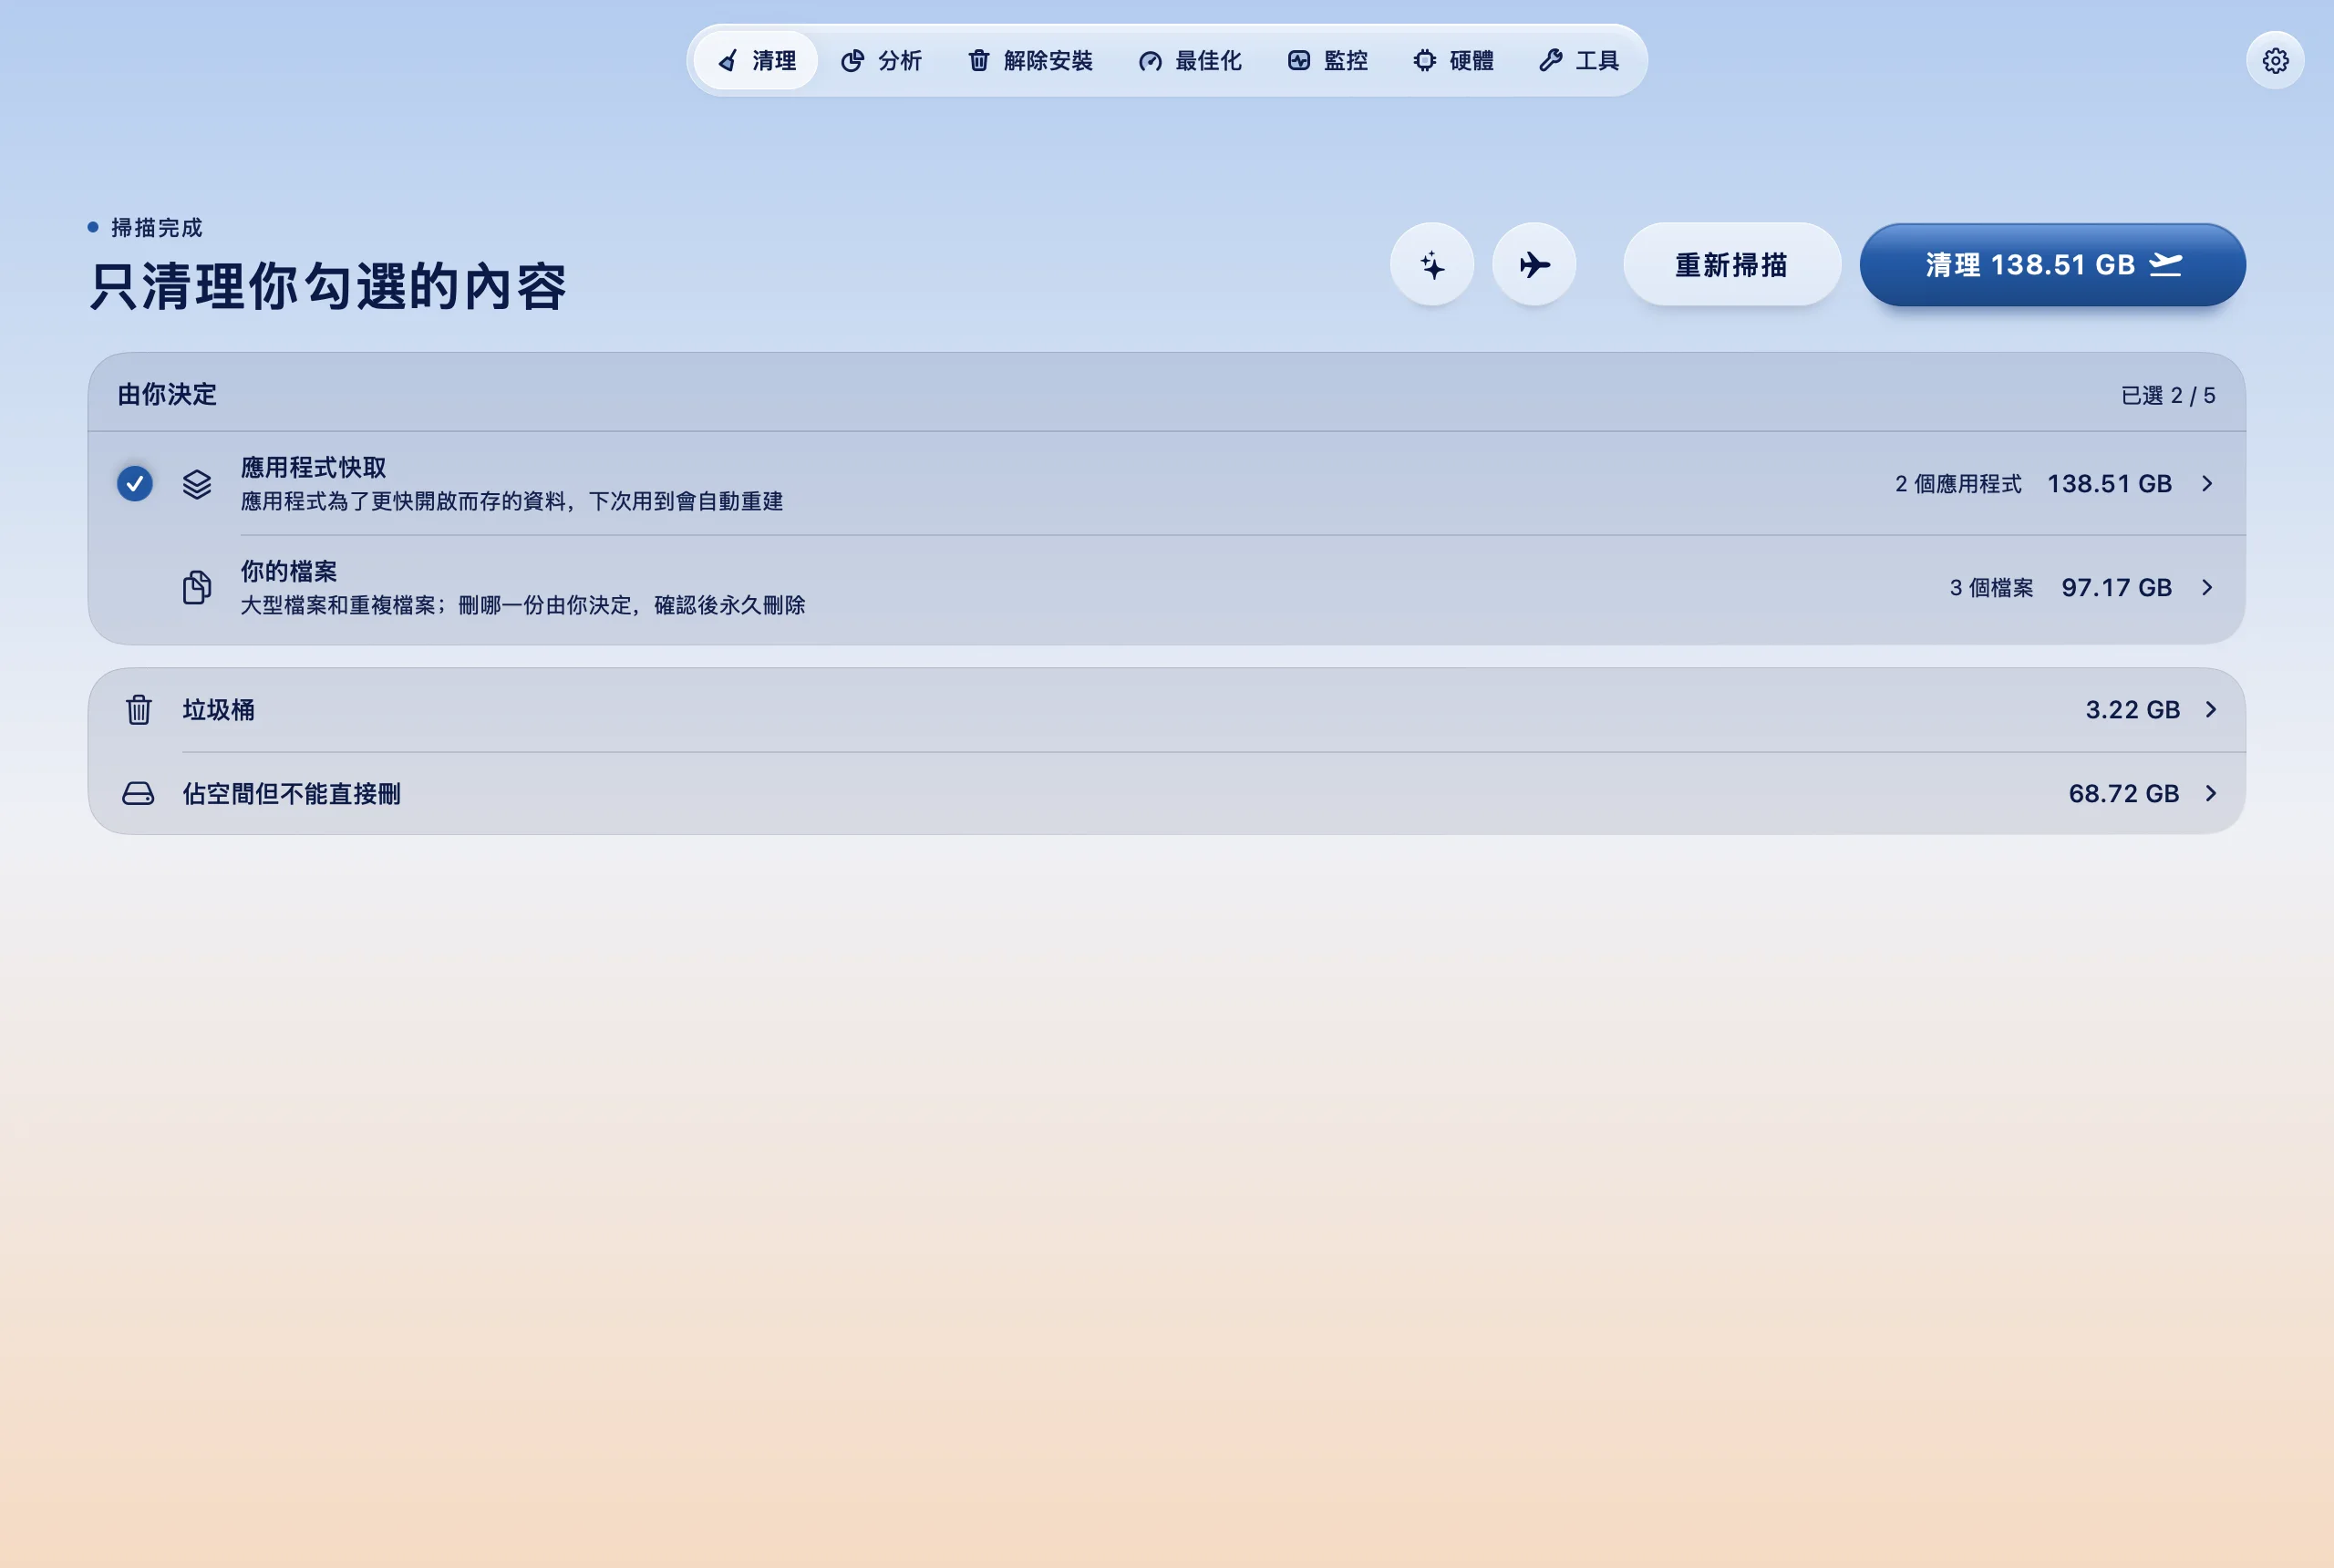 清理
分析
解除安裝
最佳化
監控
硬體
工具
掃描完成
只清理你勾選的內容
重新掃描
清理 138.51 GB
由你決定
已選 2 / 5
應用程式快取
應用程式為了更快開啟而存的資料，下次用到會自動重建
2 個應用程式 138.51 GB
你的檔案
大型檔案和重複檔案；刪哪一份由你決定，確認後永久刪除
3 個檔案 97.17 GB
垃圾桶
3.22 GB
佔空間但不能直接刪
68.72 GB